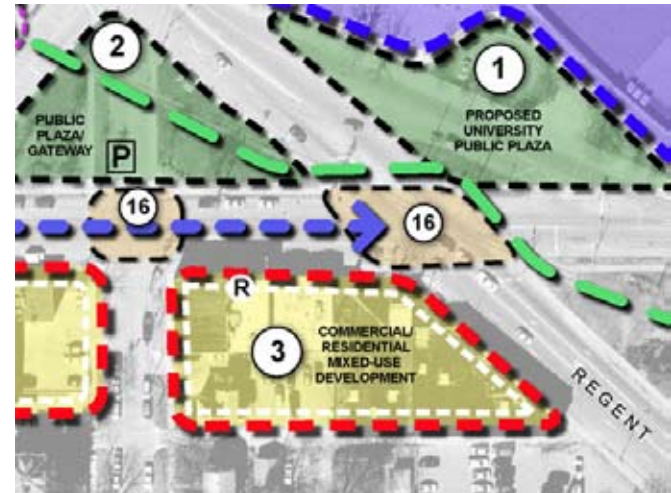 2
PUBLIC
PLAZA/
GATEWAY
P
1
PROPOSED
UNIVERSITY
PUBLIC PLAZA
16
16
R
3
COMMERCIAL/
RESIDENTIAL
MIXED-USE
DEVELOPMENT
REGENT